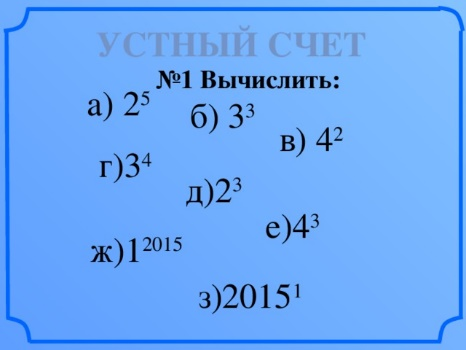 УСТНЫЙ СЧЕТ
№1 Вычислить:
а) 2⁵
б) 3³
в) 4²
г)3⁴
д)2³
е)4³
ж)1²⁰¹⁵
з)2015¹